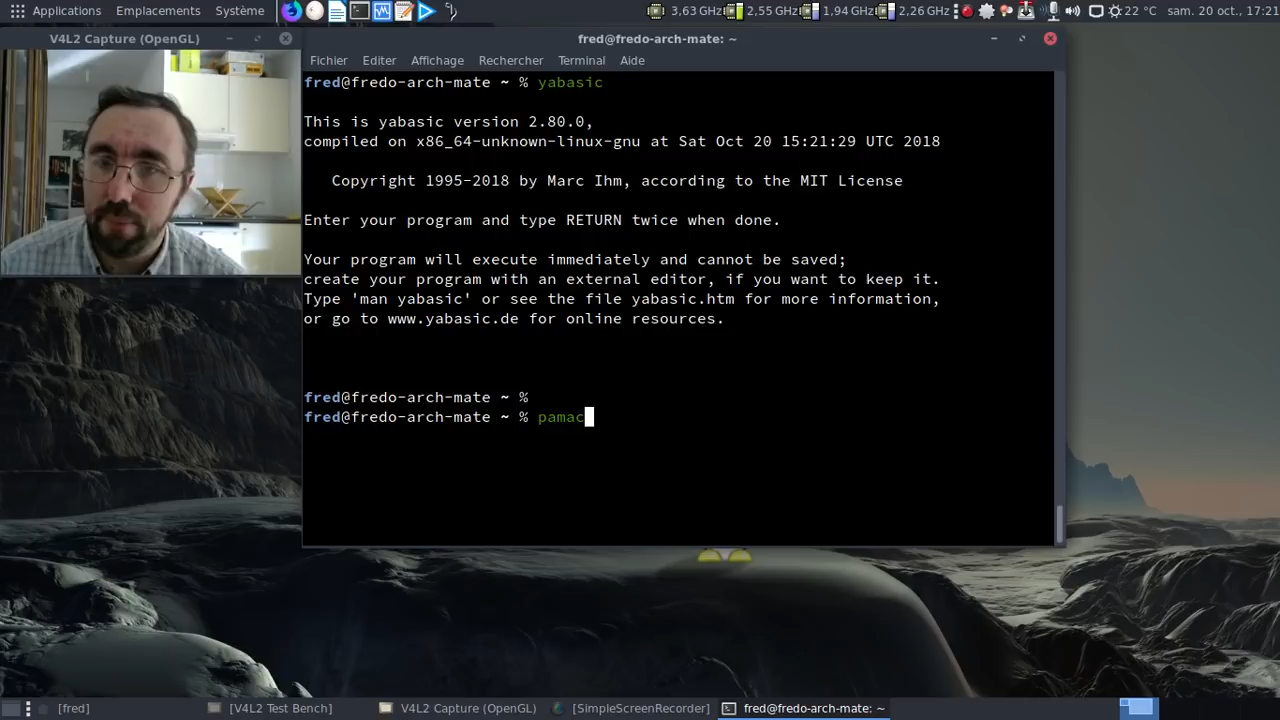 Applications Emplacements Système 3,63 GHz 2,55 GHz 1,94 GHz 2,26 GHz 22 °C sam. 20 oct., 17:21
V4L2 Capture (OpenGL)
fred@fredo-arch-mate: ~
Fichier Editer Affichage Rechercher Terminal Aide
fred@fredo-arch-mate ~ % yabasic
This is yabasic version 2.80.0,
compiled on x86_64-unknown-linux-gnu at Sat Oct 20 15:21:29 UTC 2018
Copyright 1995-2018 by Marc Ihm, according to the MIT License
Enter your program and type RETURN twice when done.
Your program will execute immediately and cannot be saved;
create your program with an external editor, if you want to keep it.
Type 'man yabasic' or see the file yabasic.htm for more information,
or go to www.yabasic.de for online resources.
fred@fredo-arch-mate ~ %
fred@fredo-arch-mate ~ % pamac
[fred] [V4L2 Test Bench] V4L2 Capture (OpenGL) [SimpleScreenRecorder] fred@fredo-arch-mate: ~